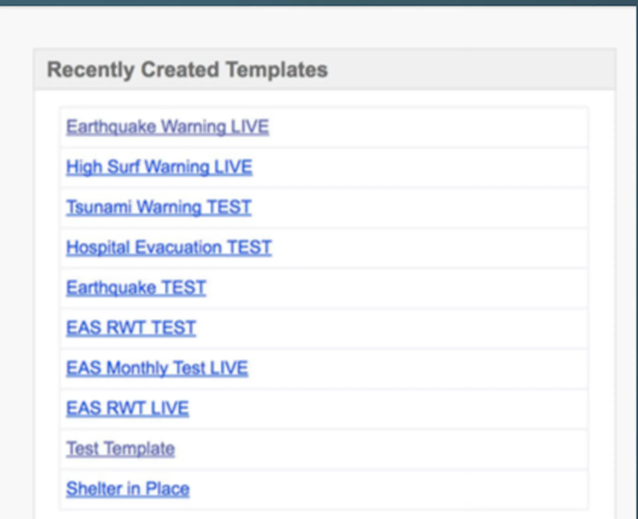 Recently Created Templates
Earthquake Warning LIVE
High Surf Warning LIVE
Tsunami Warning TEST
Hospital Evacuation TEST
Earthquake TEST
EAS RWT TEST
EAS Monthly Test LIVE
EAS RWT LIVE
Test Template
Shelter in Place